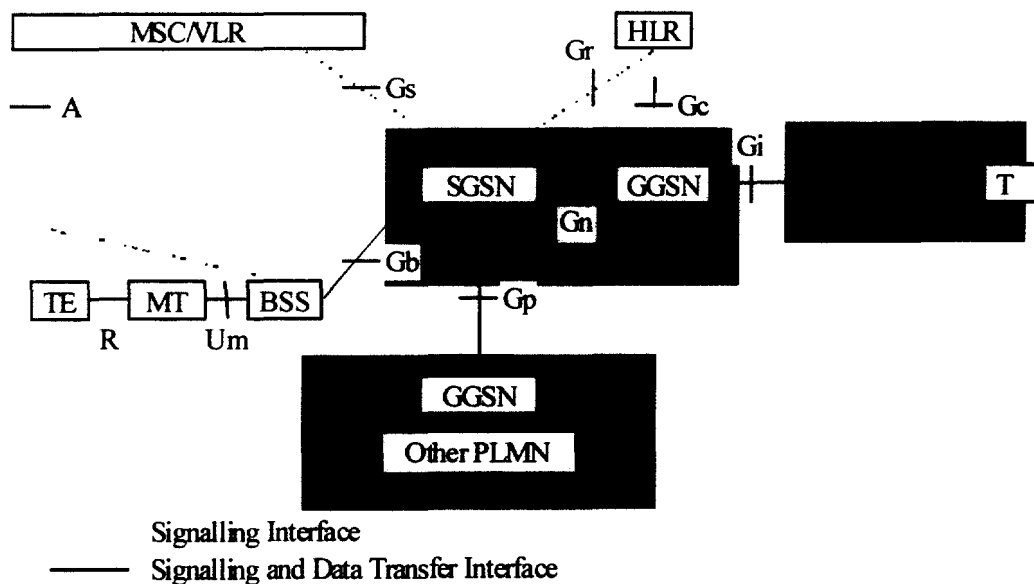 MSC/VLR
HLR
Gr
Gs
A
Gc
Gi
SGSN
GGSN
T
Gn
Gb
TE
MT
BSS
Gp
R
Um
GGSN
Other PLMN
Signalling Interface
Signalling and Data Transfer Interface